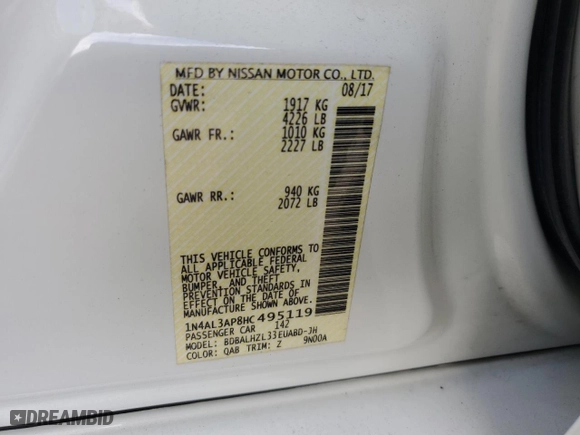 MFD BY NISSAN MOTOR CO., LTD.
DATE: 08/17
GVWR: 1917 KG
4226 LB
GAWR FR.: 1010 KG
2227 LB
GAWR RR.: 940 KG
2072 LB
THIS VEHICLE CONFORMS TO
ALL APPLICABLE FEDERAL
MOTOR VEHICLE SAFETY,
BUMPER, AND THEFT
PREVENTION STANDARDS IN
EFFECT ON THE DATE OF
MANUFACTURE SHOWN ABOVE.
1N4AL3AP8HC495119
PASSENGER CAR 142
MODEL: BDBALHZL33EUABD-JH
COLOR: QAB TRIM: Z 9N00A
DREAMBID